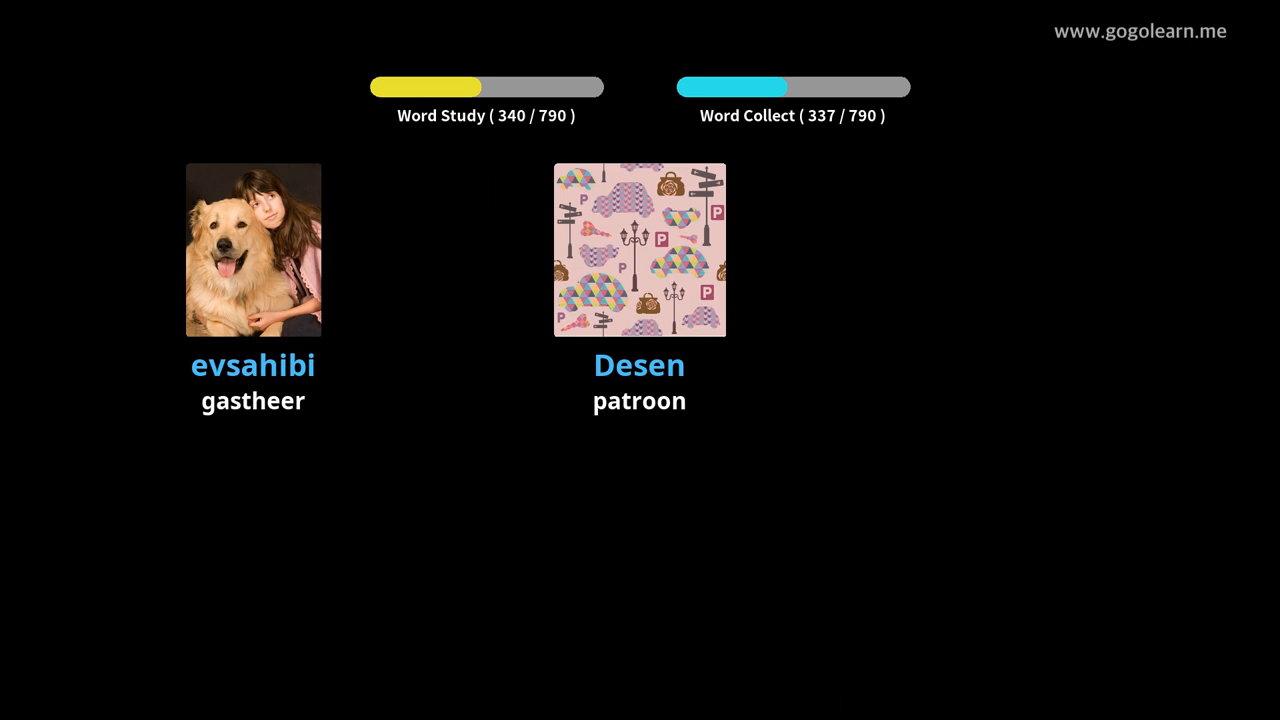 www.gogolearn.me
Word Study ( 340 / 790 )
Word Collect ( 337 / 790 )
evsahibi
gastheer
P
P
P
P
P
P
Desen
patroon